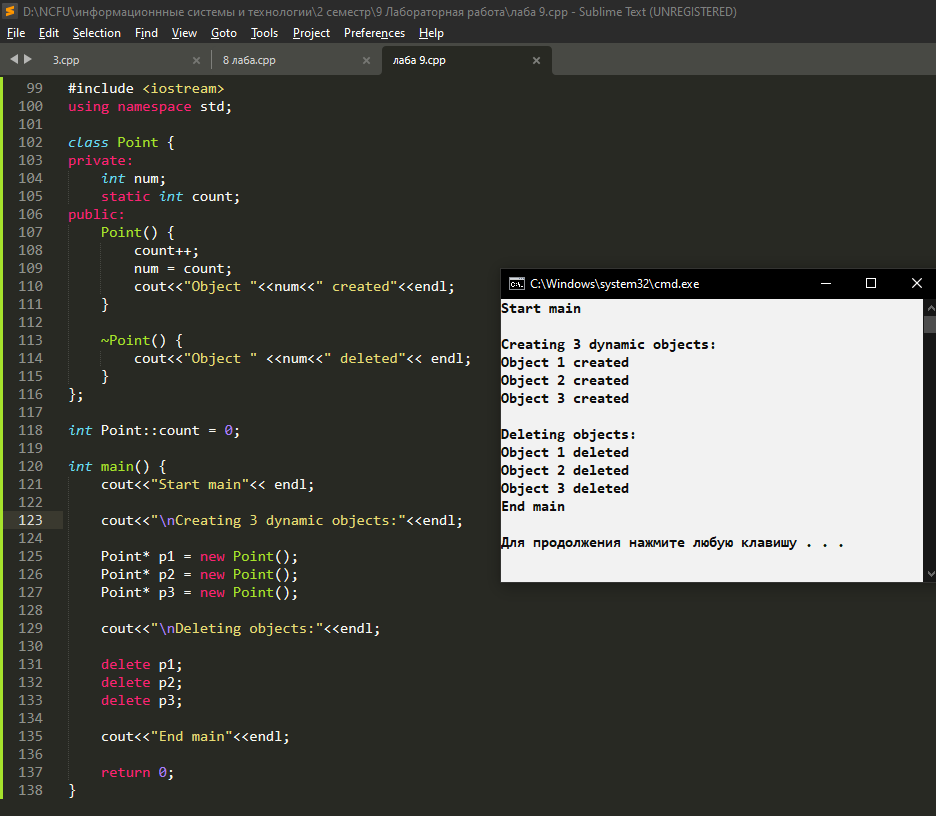 D:\NCFU\информационнные системы и технологии\2 семестр\9 Лабораторная работа\лаба 9.cpp - Sublime Text (UNREGISTERED)
File Edit Selection Find View Goto Tools Project Preferences Help
3.cpp × 8 лаба.cpp × лаба 9.cpp ×
99 #include <iostream>
100 using namespace std;
101
102 class Point {
103 private:
104     int num;
105     static int count;
106 public:
107     Point() {
108         count++;
109         num = count;
110         cout<<"Object "<<num<<" created"<<endl;
111     }
112
113     ~Point() {
114         cout<<"Object " <<num<<" deleted"<< endl;
115     }
116 };
117
118 int Point::count = 0;
119
120 int main() {
121     cout<<"Start main"<< endl;
122
123     cout<<"\nCreating 3 dynamic objects:"<<endl;
124
125     Point* p1 = new Point();
126     Point* p2 = new Point();
127     Point* p3 = new Point();
128
129     cout<<"\nDeleting objects:"<<endl;
130
131     delete p1;
132     delete p2;
133     delete p3;
134
135     cout<<"End main"<<endl;
136
137     return 0;
138 }
C:\Windows\system32\cmd.exe
Start main
Creating 3 dynamic objects:
Object 1 created
Object 2 created
Object 3 created
Deleting objects:
Object 1 deleted
Object 2 deleted
Object 3 deleted
End main
Для продолжения нажмите любую клавишу . . .